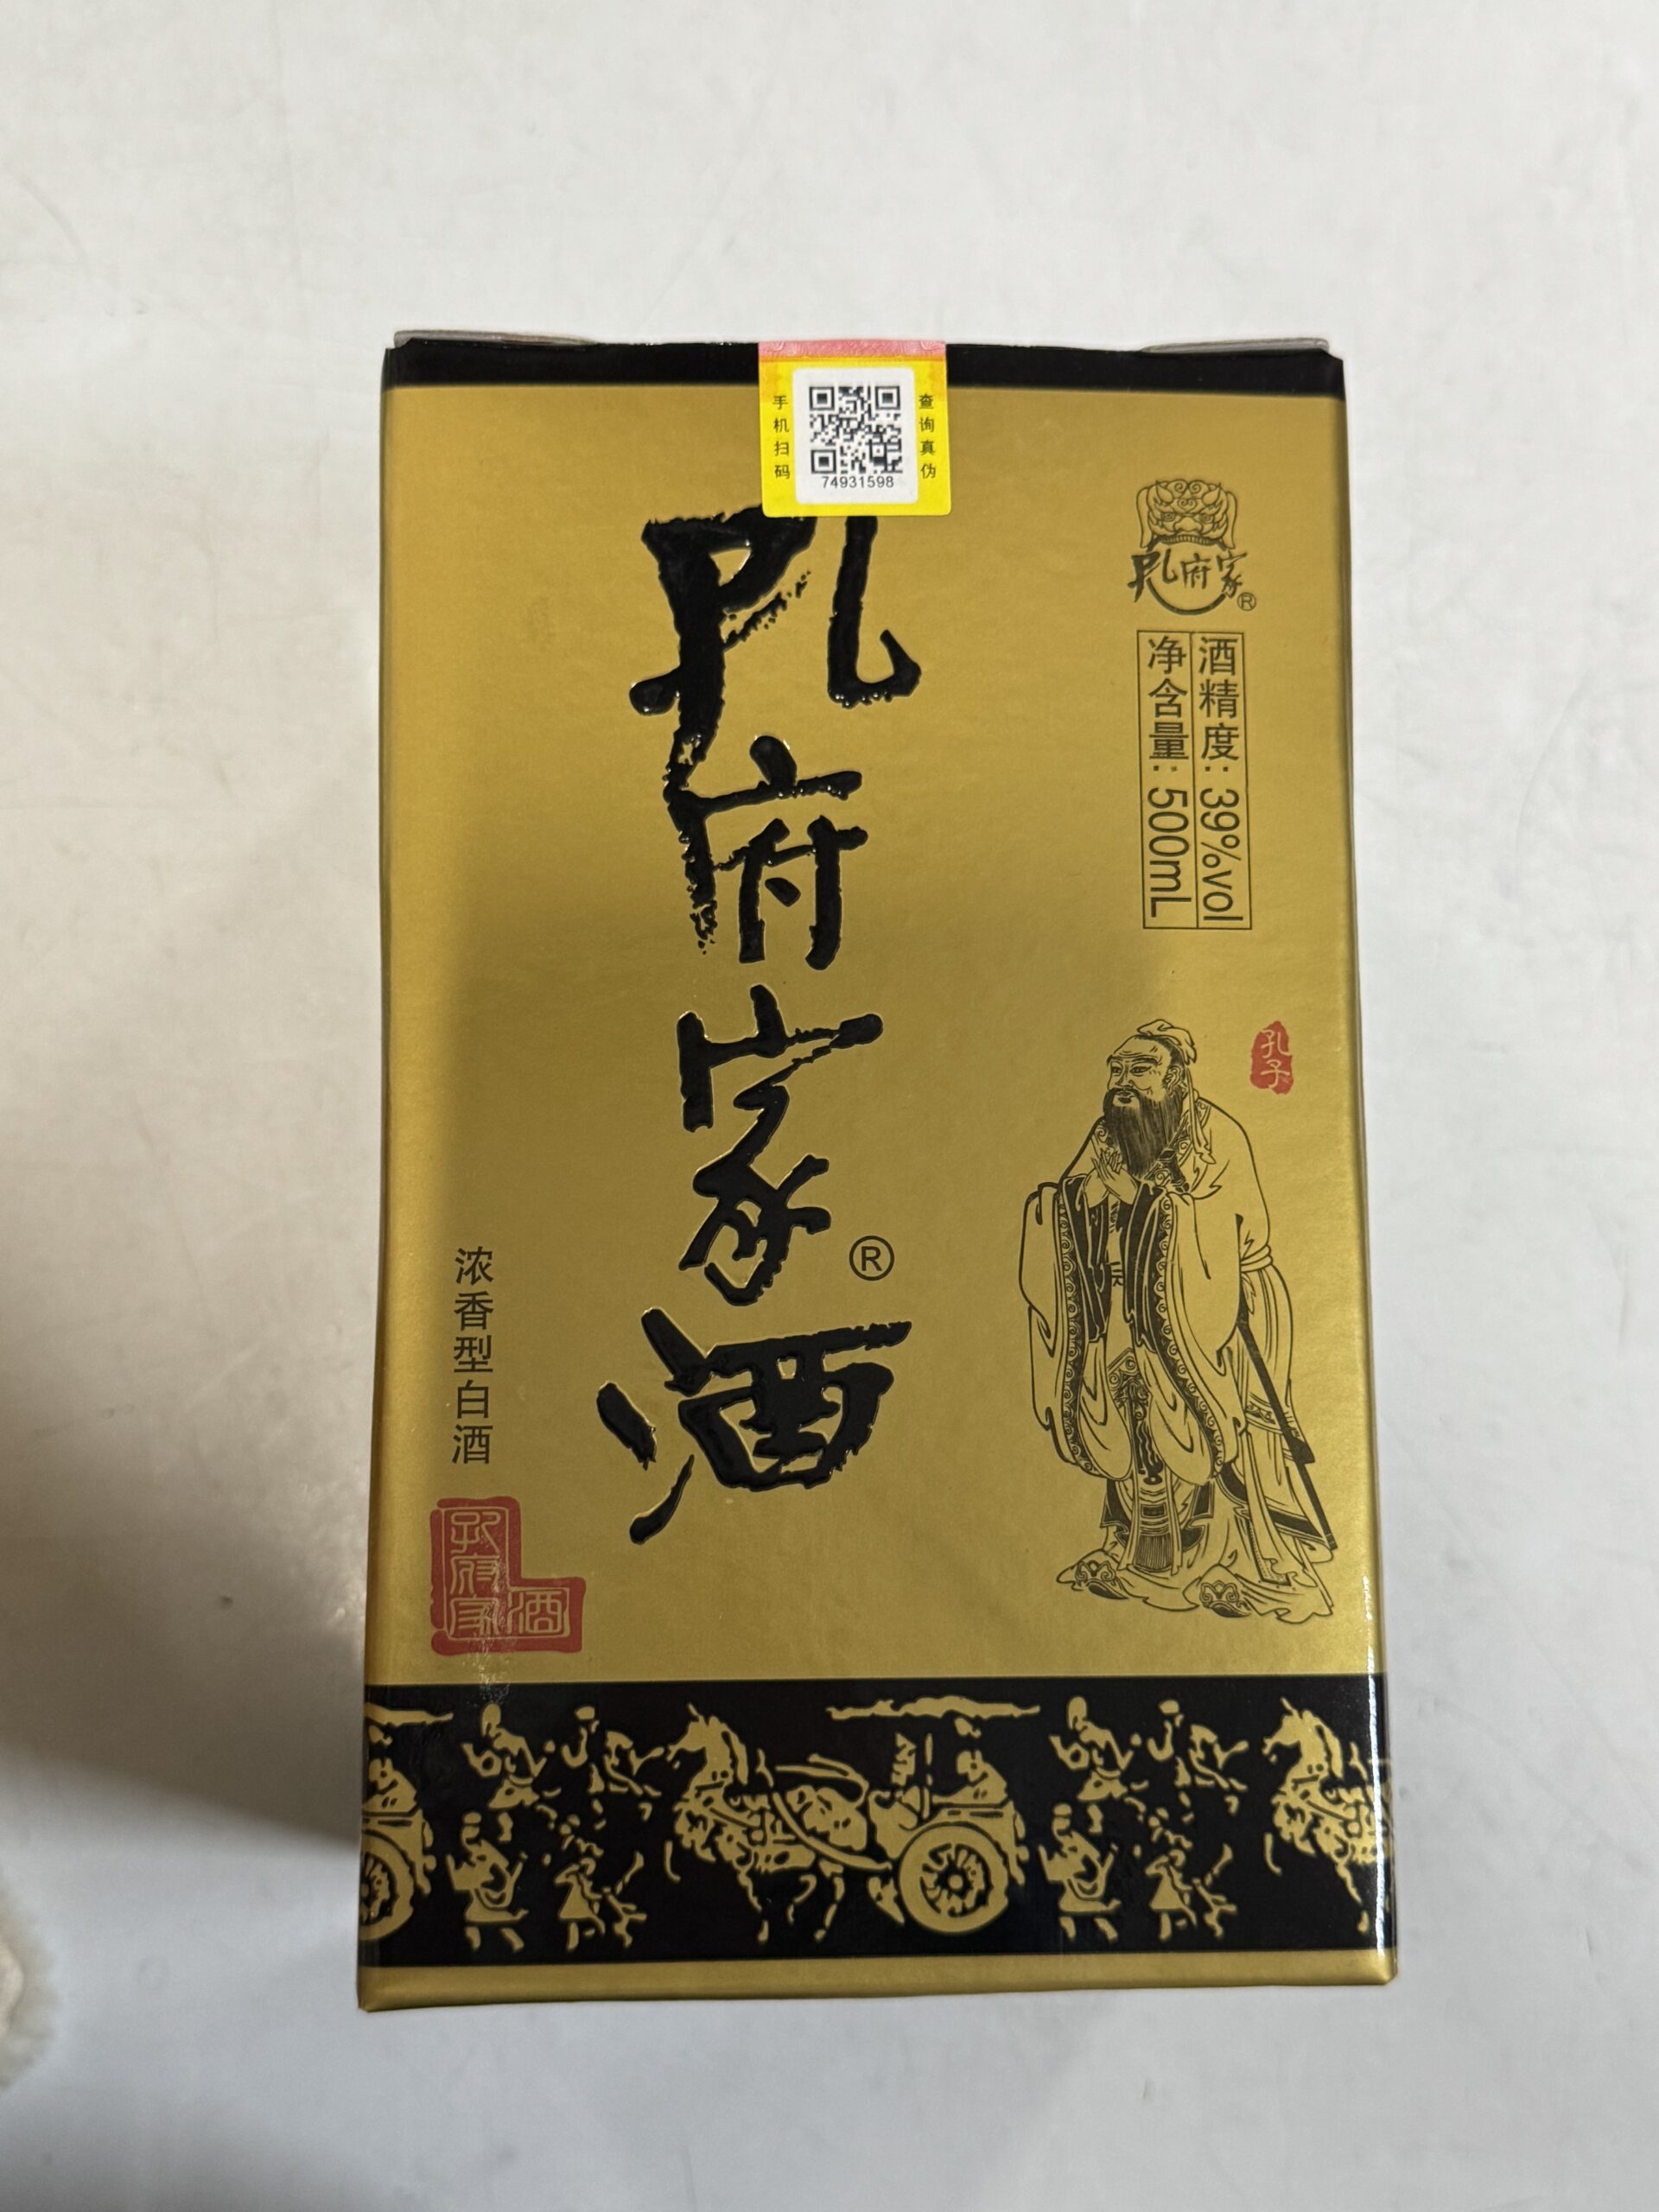 手机扫码
查询真伪
74931598
孔府家®
酒精度：39%vol
净含量：500mL
孔府家酒®
孔子
浓香型白酒
孔府家酒